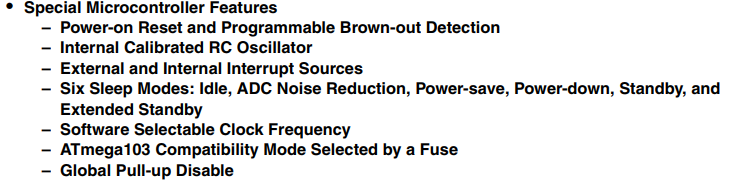 • Special Microcontroller Features
– Power-on Reset and Programmable Brown-out Detection
– Internal Calibrated RC Oscillator
– External and Internal Interrupt Sources
– Six Sleep Modes: Idle, ADC Noise Reduction, Power-save, Power-down, Standby, and
Extended Standby
– Software Selectable Clock Frequency
– ATmega103 Compatibility Mode Selected by a Fuse
– Global Pull-up Disable